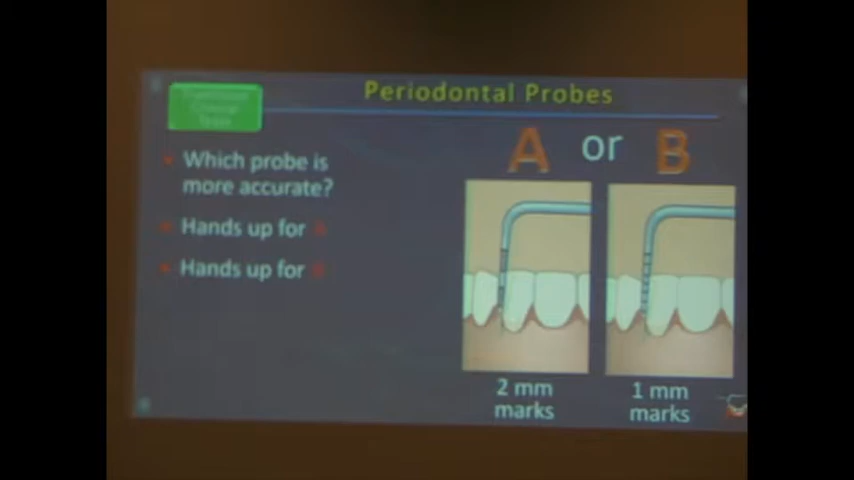 Periodontal Probes
A or B
Which probe is
more accurate?
Hands up for
Hands up for
2 mm
marks
1 mm
marks